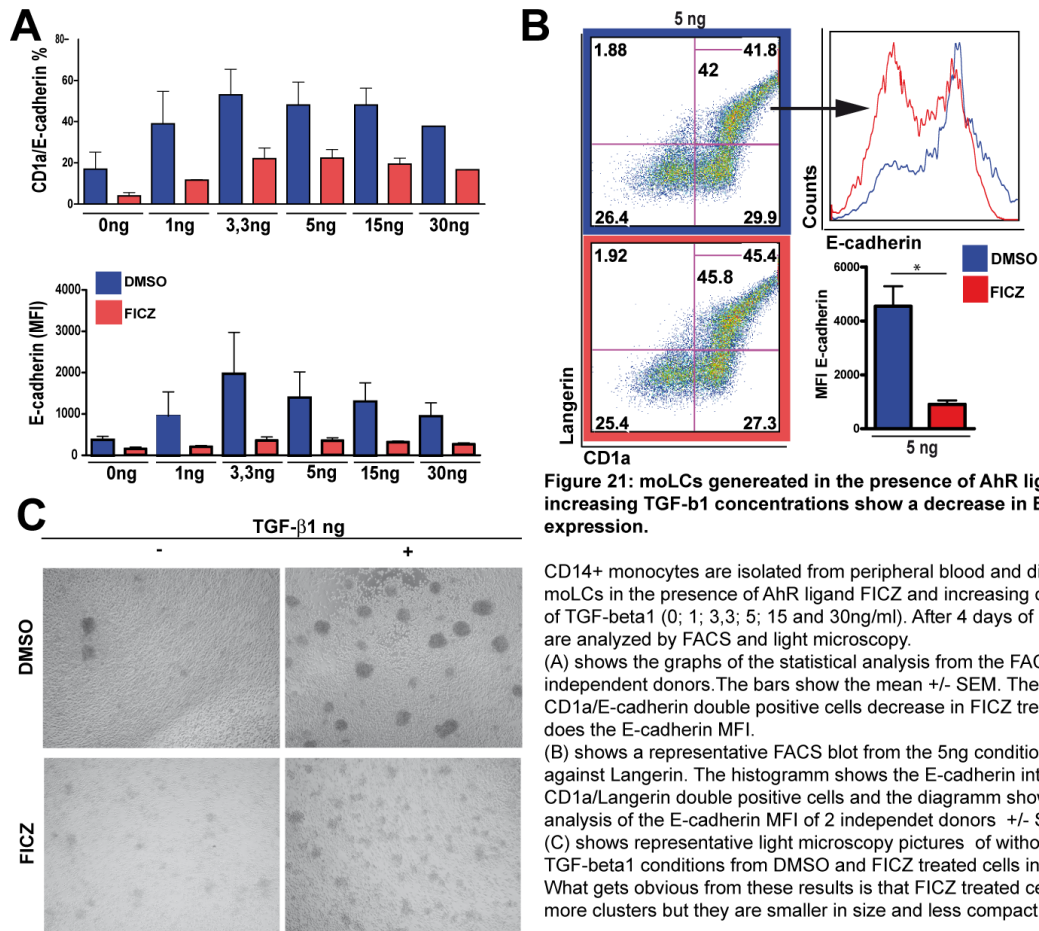 A
CD1a/E-cadherin %
80
60
40
20
0
0ng 1ng 3,3ng 5ng 15ng 30ng
DMSO
FICZ
E-cadherin (MFI)
4000
3000
2000
1000
0
0ng 1ng 3,3ng 5ng 15ng 30ng
B
5 ng
1.88 41.8
42
26.4 29.9
1.92 45.4
45.8
25.4 27.3
Langerin
CD1a
Counts
E-cadherin
DMSO
FICZ
MFI E-cadherin
6000
4000
2000
0
*
5 ng
C
TGF-β1 ng
- +
DMSO
FICZ
Figure 21: moLCs genereated in the presence of AhR lig
increasing TGF-b1 concentrations show a decrease in E
expression.
CD14+ monocytes are isolated from peripheral blood and di
moLCs in the presence of AhR ligand FICZ and increasing c
of TGF-beta1 (0; 1; 3,3; 5; 15 and 30ng/ml). After 4 days of
are analyzed by FACS and light microscopy.
(A) shows the graphs of the statistical analysis from the FAC
independent donors.The bars show the mean +/- SEM. The
CD1a/E-cadherin double positive cells decrease in FICZ trea
does the E-cadherin MFI.
(B) shows a representative FACS blot from the 5ng conditio
against Langerin. The histogramm shows the E-cadherin int
CD1a/Langerin double positive cells and the diagramm show
analysis of the E-cadherin MFI of 2 independet donors +/- S
(C) shows representative light microscopy pictures of witho
TGF-beta1 conditions from DMSO and FICZ treated cells in
What gets obvious from these results is that FICZ treated ce
more clusters but they are smaller in size and less compact